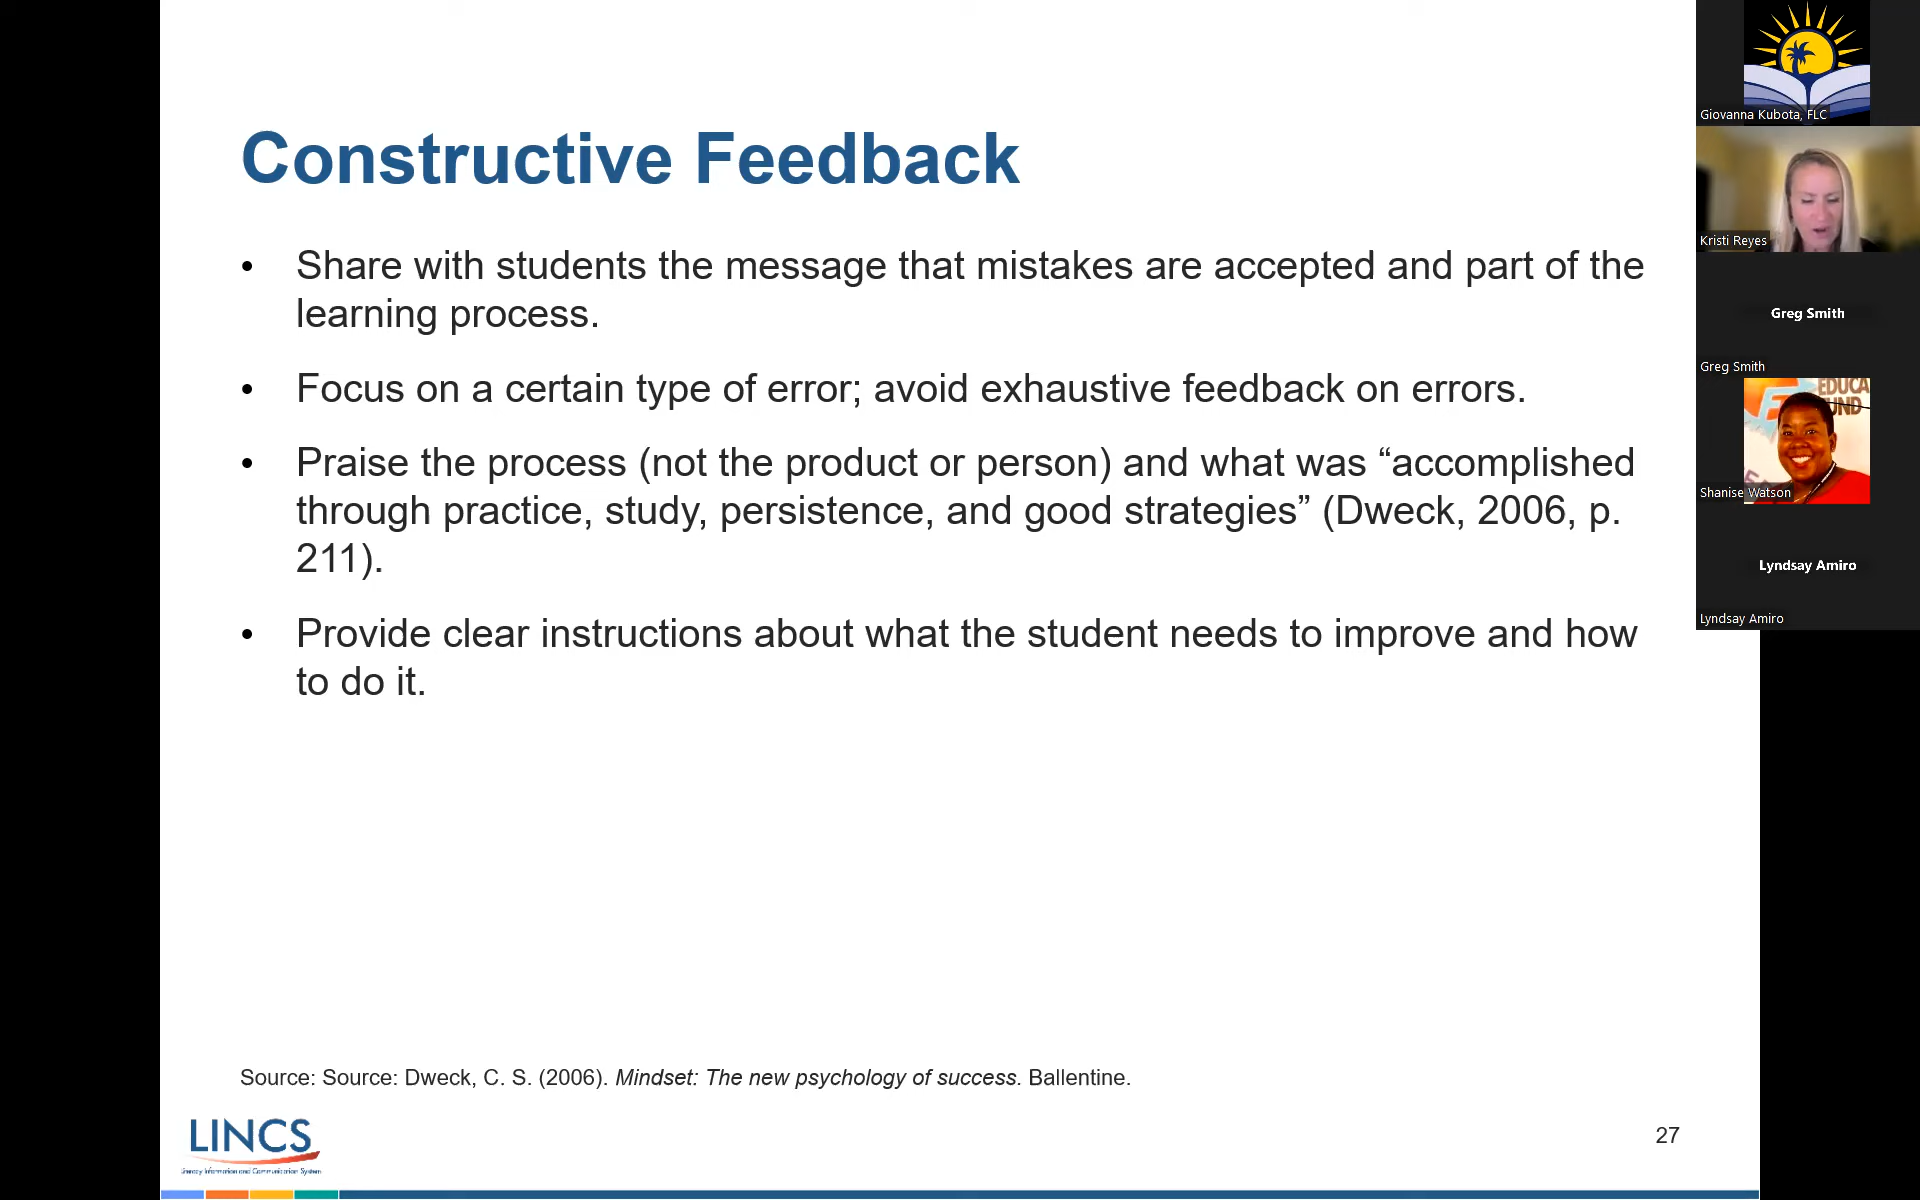 Constructive Feedback
• Share with students the message that mistakes are accepted and part of the
learning process.
• Focus on a certain type of error; avoid exhaustive feedback on errors.
• Praise the process (not the product or person) and what was “accomplished
through practice, study, persistence, and good strategies” (Dweck, 2006, p.
211).
• Provide clear instructions about what the student needs to improve and how
to do it.
Source: Source: Dweck, C. S. (2006). Mindset: The new psychology of success. Ballentine.
LINCS
Literacy Information and Communication System
27
Giovanna Kubota, FLC
Kristi Reyes
Greg Smith
Greg Smith
EDUCA
FUND
Shanise Watson
Lyndsay Amiro
Lyndsay Amiro